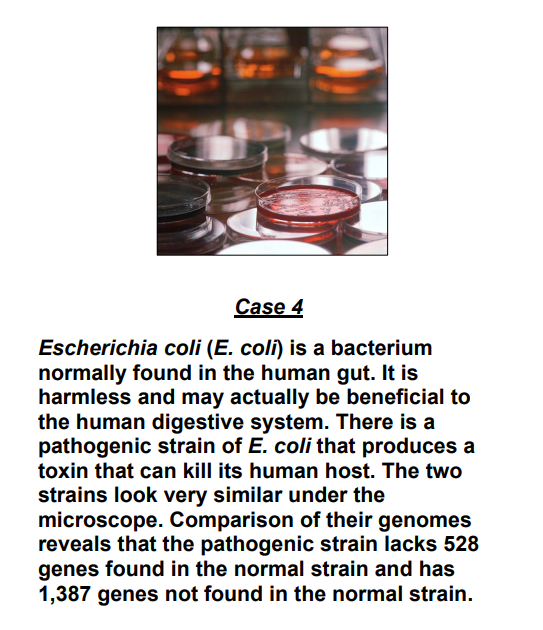 Case 4
Escherichia coli (E. coli) is a bacterium
normally found in the human gut. It is
harmless and may actually be beneficial to
the human digestive system. There is a
pathogenic strain of E. coli that produces a
toxin that can kill its human host. The two
strains look very similar under the
microscope. Comparison of their genomes
reveals that the pathogenic strain lacks 528
genes found in the normal strain and has
1,387 genes not found in the normal strain.